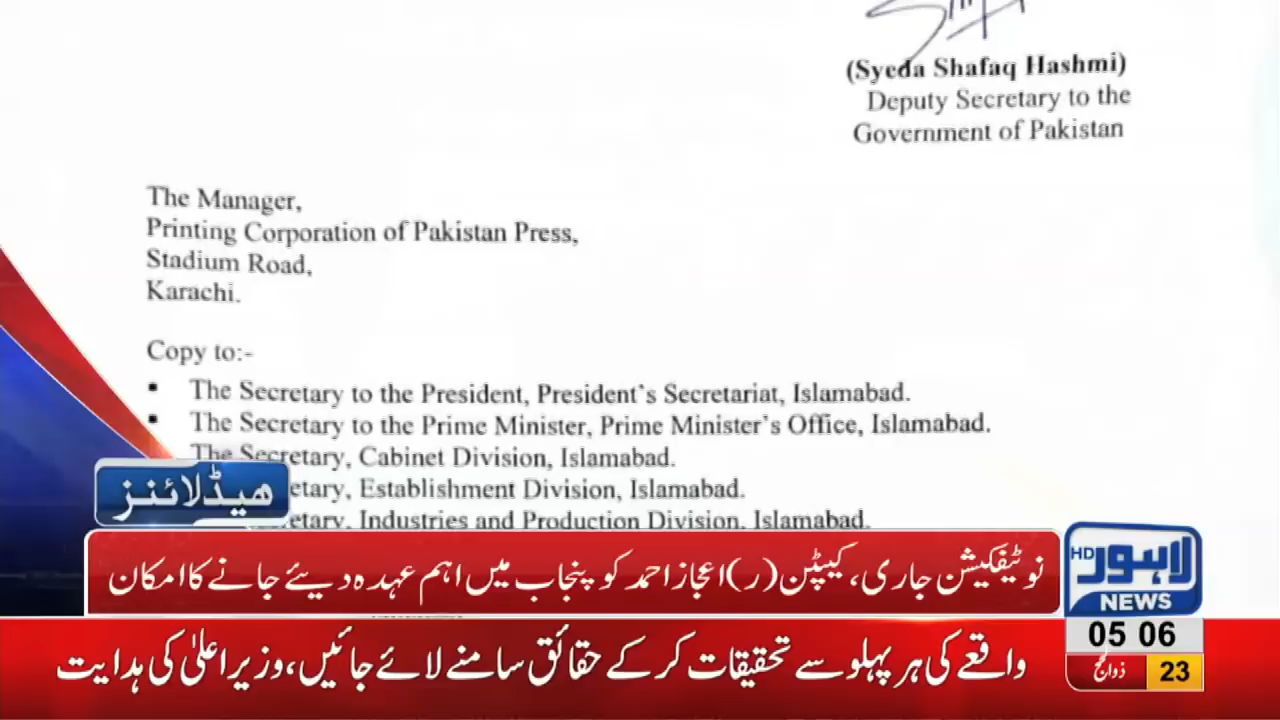 (Syeda Shafaq Hashmi)
Deputy Secretary to the
Government of Pakistan
The Manager,
Printing Corporation of Pakistan Press,
Stadium Road,
Karachi.
Copy to:-
▪ The Secretary to the President, President's Secretariat, Islamabad.
▪ The Secretary to the Prime Minister, Prime Minister's Office, Islamabad.
The Secretary, Cabinet Division, Islamabad.
etary, Establishment Division, Islamabad.
etary, Industries and Production Division, Islamabad.
ہیڈلائنز
نوٹیفکیشن جاری، کیپٹن (ر) اعجاز احمد کو پنجاب میں اہم عہدہ دیئے جانے کا امکان
HD لاہور
NEWS
05 06
واقعے کی ہر پہلو سے تحقیقات کر کے حقائق سامنے لائے جائیں، وزیر اعلیٰ کی ہدایت
23 ذوالحج